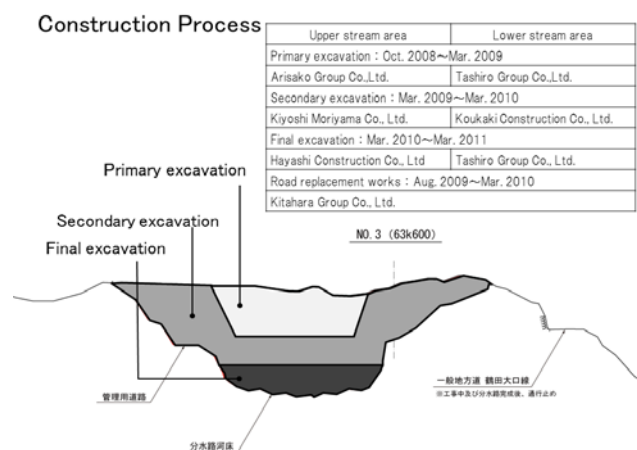 Construction Process
Upper stream area Lower stream area
Primary excavation：Oct. 2008～Mar. 2009
Arisako Group Co.,Ltd. Tashiro Group Co.,Ltd.
Secondary excavation：Mar. 2009～Mar. 2010
Kiyoshi Moriyama Co., Ltd. Koukaki Construction Co., Ltd.
Final excavation：Mar. 2010～Mar. 2011
Hayashi Construction Co., Ltd Tashiro Group Co., Ltd.
Road replacement works：Aug. 2009～Mar. 2010
Kitahara Group Co., Ltd.
Primary excavation
Secondary excavation
Final excavation
NO.3 (63k600)
管理用道路
分水路河床
一般地方道 鶴田大口線
※工事中及び分水路完成後、通行止め